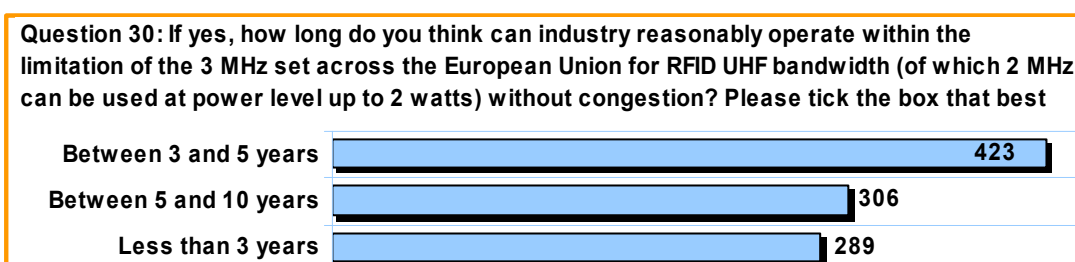 Question 30: If yes, how long do you think can industry reasonably operate within the
limitation of the 3 MHz set across the European Union for RFID UHF bandwidth (of which 2 MHz
can be used at power level up to 2 watts) without congestion? Please tick the box that best
Between 3 and 5 years 423
Between 5 and 10 years 306
Less than 3 years 289